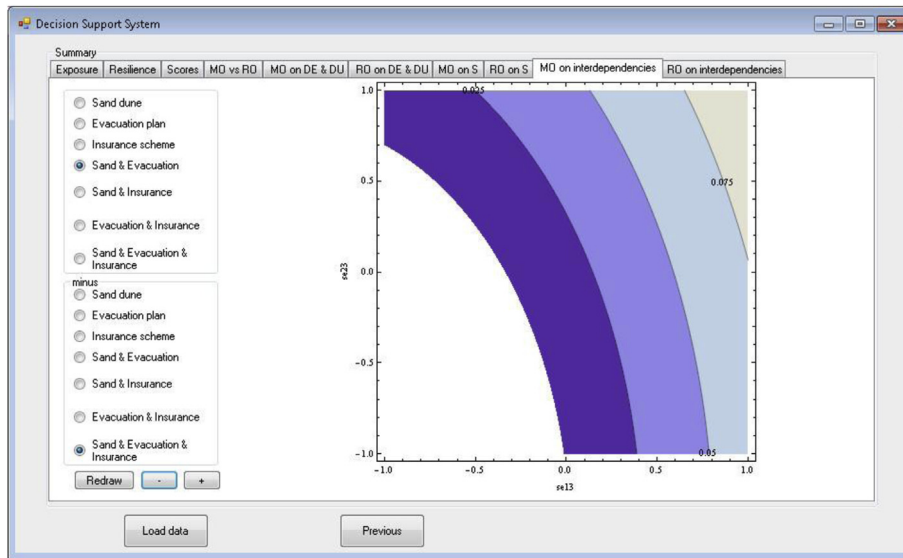 Decision Support System
Summary
Exposure
Resilience
Scores
MO vs RO
MO on DE & DU
RO on DE & DU
MO on S
RO on S
MO on interdependencies
RO on interdependencies
Sand dune
Evacuation plan
Insurance scheme
Sand & Evacuation
Sand & Insurance
Evacuation & Insurance
Sand & Evacuation &
Insurance
minus
Sand dune
Evacuation plan
Insurance scheme
Sand & Evacuation
Sand & Insurance
Evacuation & Insurance
Sand & Evacuation &
Insurance
Redraw
-
+
1.0
0.5
0.0
-0.5
-1.0
se23
0.025
0.075
0.05
-1.0
-0.5
0.0
0.5
1.0
se13
Load data
Previous